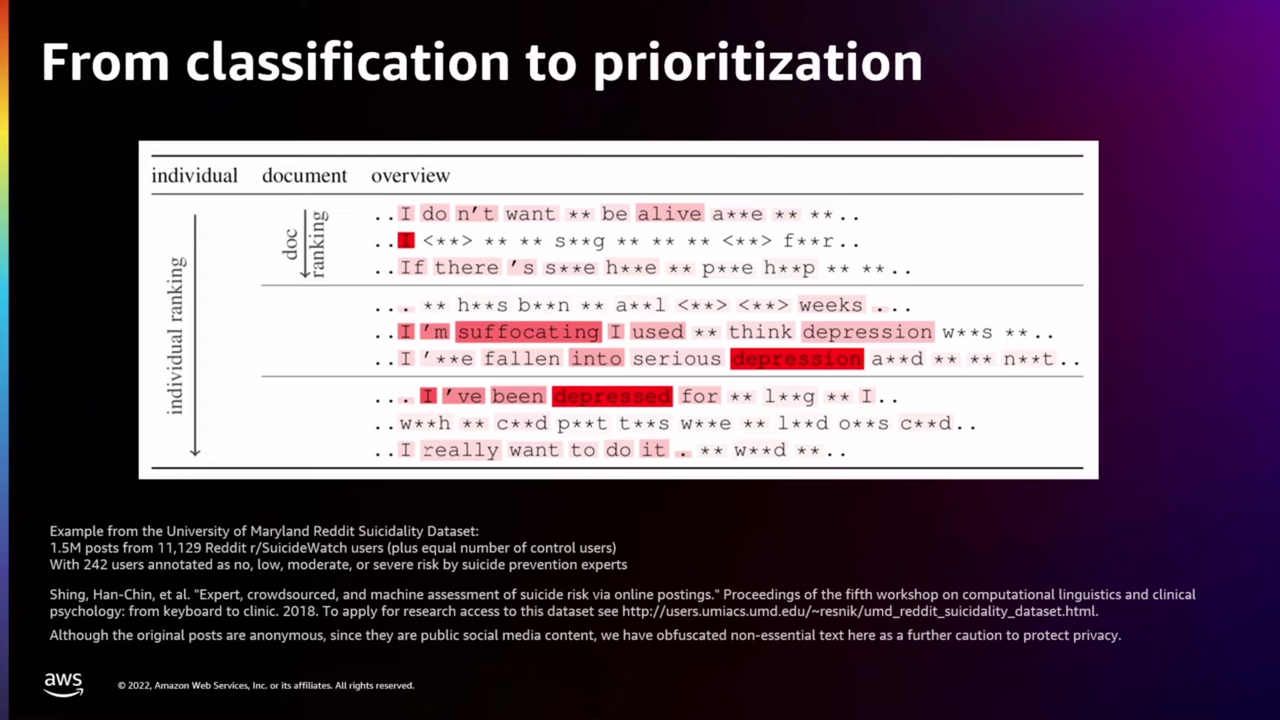 From classification to prioritization
individual document overview
individual ranking
doc ranking
..I do n't want ** be alive a**e ** **..
..I <**> ** ** s**g ** ** ** <**> f**r..
..If there 's s**e h**e ** p**e h**p ** **..
... ** h**s b**n ** a**l <**> <**> weeks ...
..I 'm suffocating I used ** think depression w**s **..
..I '**e fallen into serious depression a**d ** ** n**t..
... I 've been depressed for ** l**g ** I..
..w**h ** c**d p**t t**s w**e ** l**d o**s c**d..
..I really want to do it . ** w**d **..
Example from the University of Maryland Reddit Suicidality Dataset:
1.5M posts from 11,129 Reddit r/SuicideWatch users (plus equal number of control users)
With 242 users annotated as no, low, moderate, or severe risk by suicide prevention experts
Shing, Han-Chin, et al. "Expert, crowdsourced, and machine assessment of suicide risk via online postings." Proceedings of the fifth workshop on computational linguistics and clinical
psychology: from keyboard to clinic. 2018. To apply for research access to this dataset see http://users.umiacs.umd.edu/~resnik/umd_reddit_suicidality_dataset.html.
Although the original posts are anonymous, since they are public social media content, we have obfuscated non-essential text here as a further caution to protect privacy.
aws
© 2022, Amazon Web Services, Inc. or its affiliates. All rights reserved.